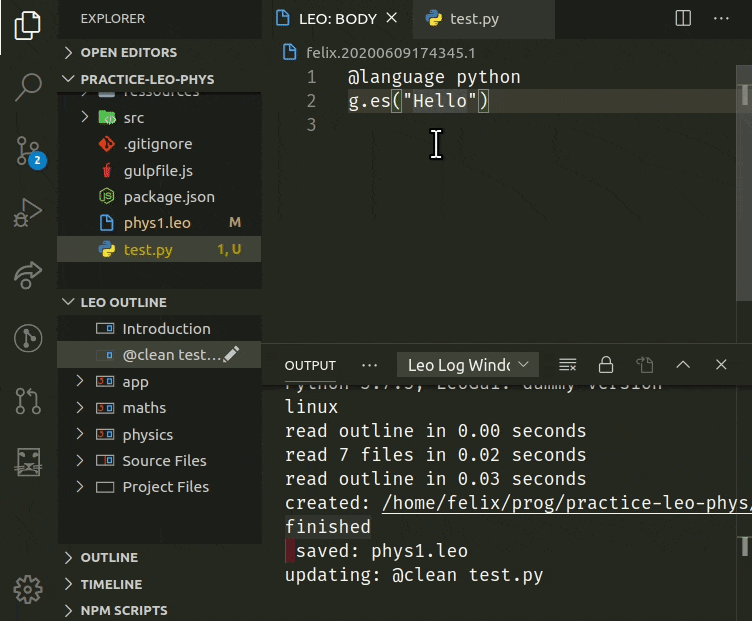 EXPLORER
OPEN EDITORS
PRACTICE-LEO-PHYS
ressources
src
.gitignore
gulpfile.js
package.json
phys1.leo M
test.py 1, U
LEO OUTLINE
Introduction
@clean test...
app
maths
physics
Source Files
Project Files
OUTLINE
TIMELINE
NPM SCRIPTS
2
LEO: BODY test.py
felix.20200609174345.1
1 @language python
2 g.es("Hello")
3
OUTPUT Leo Log Windo
linux
read outline in 0.00 seconds
read 7 files in 0.02 seconds
read outline in 0.03 seconds
created: /home/felix/prog/practice-leo-phys/
finished
saved: phys1.leo
updating: @clean test.py